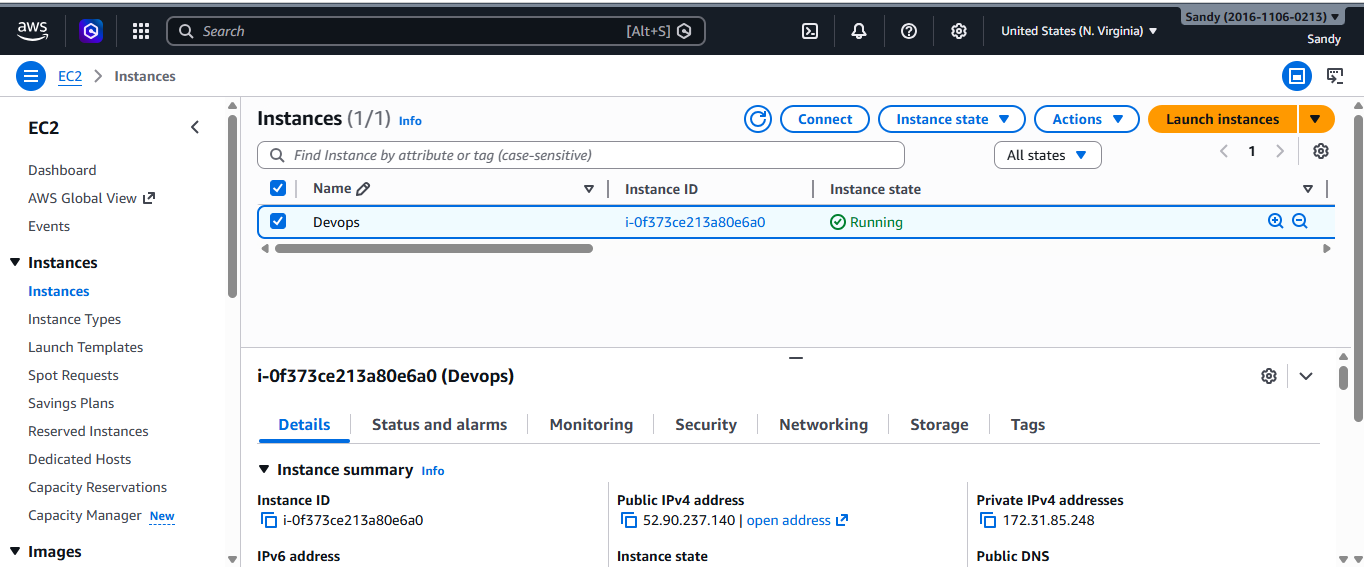 aws
Search [Alt+S]
United States (N. Virginia)
Sandy (2016-1106-0213)
Sandy
EC2 Instances
EC2
Dashboard
AWS Global View
Events
Instances
Instances
Instance Types
Launch Templates
Spot Requests
Savings Plans
Reserved Instances
Dedicated Hosts
Capacity Reservations
Capacity Manager New
Images
Instances (1/1) Info
Connect Instance state Actions Launch instances
Find Instance by attribute or tag (case-sensitive)
All states
1
Name Instance ID Instance state
Devops i-0f373ce213a80e6a0 Running
i-0f373ce213a80e6a0 (Devops)
Details Status and alarms Monitoring Security Networking Storage Tags
Instance summary Info
Instance ID
i-0f373ce213a80e6a0
Public IPv4 address
52.90.237.140 | open address
Private IPv4 addresses
172.31.85.248
IPv6 address
Instance state
Public DNS